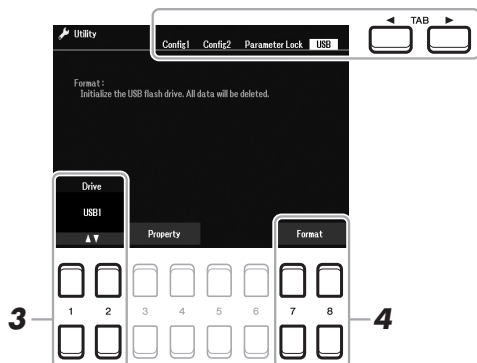 ◄ TAB ►
Utility
Config1 Config2 Parameter Lock USB
Format :
Initialize the USB flash drive. All data will be deleted.
Drive
USB1
▲▼ Property Format
1 2 3 4 5 6 7 8
3 4